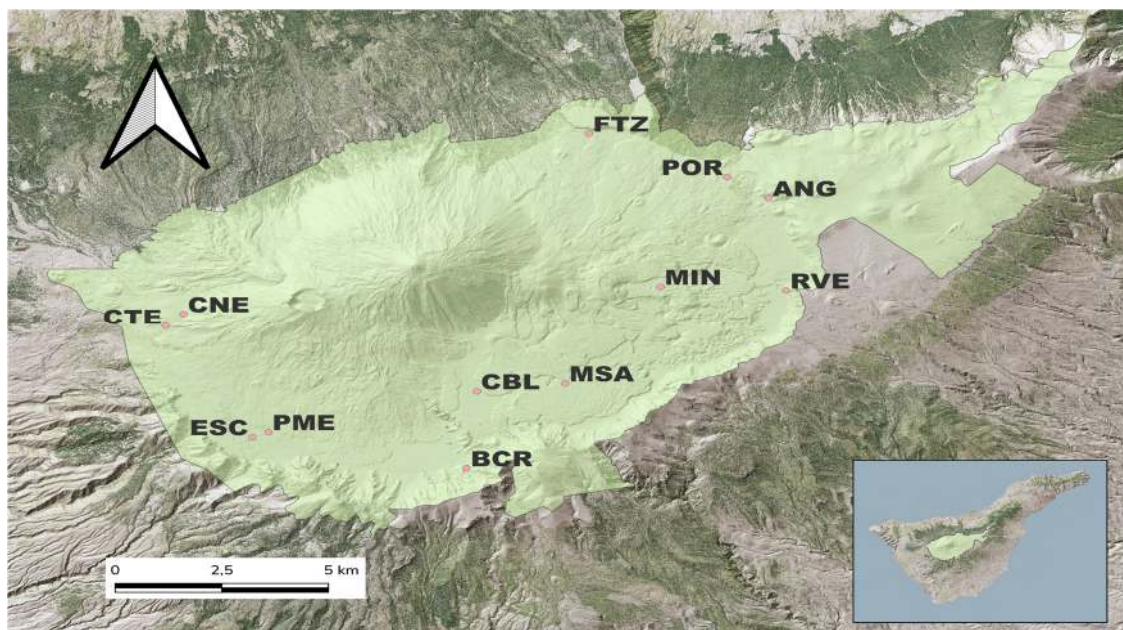 FTZ
POR
ANG
MIN
RVE
CNE
CTE
CBL
MSA
ESC
PME
BCR
0
2,5
5 km